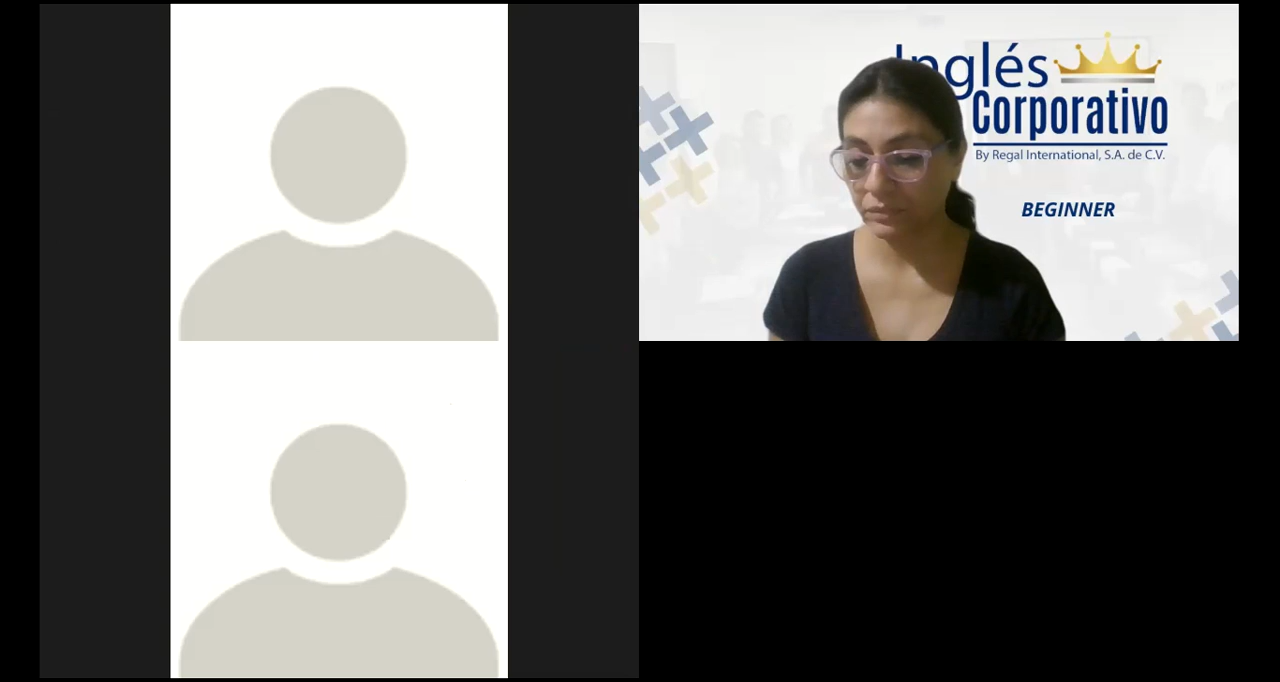 Inglés
Corporativo
By Regal International, S.A. de C.V.
BEGINNER